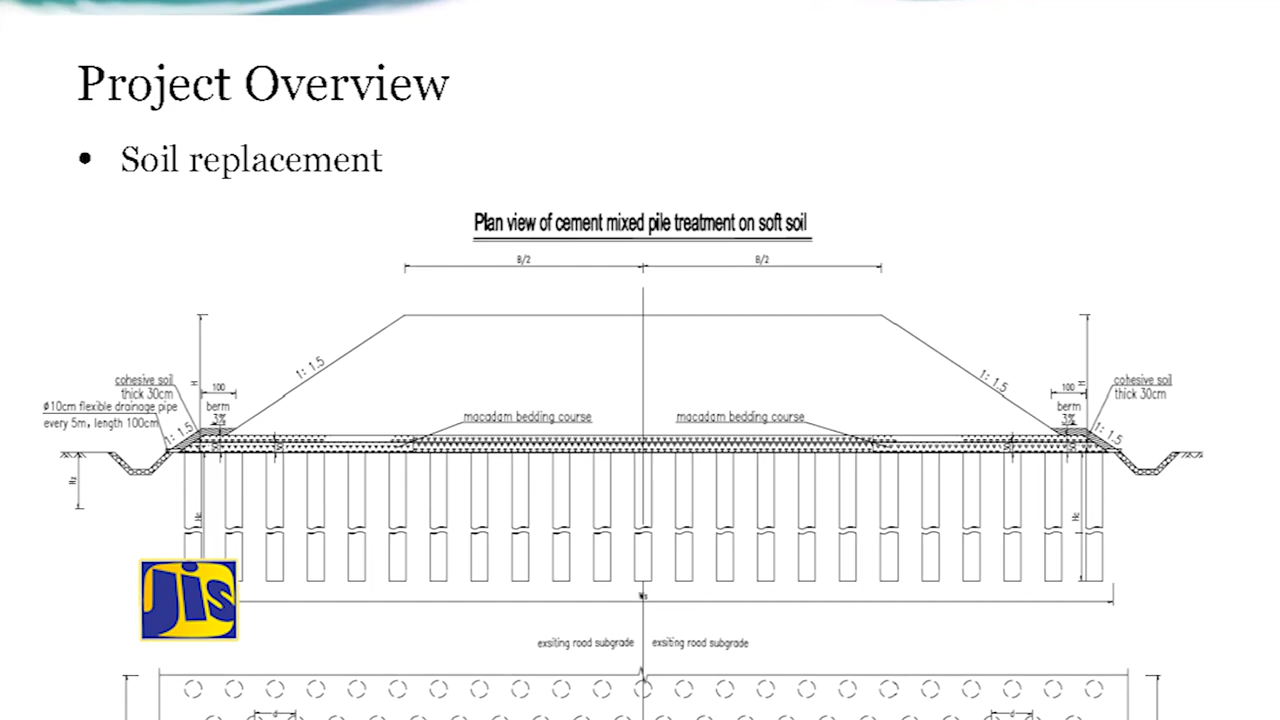 Project Overview
• Soil replacement
Plan view of cement mixed pile treatment on soft soil
B/2
B/2
1: 1.5
1: 1.5
H
H
cohesive soil
thick 30cm
100
100
cohesive soil
thick 30cm
ø10cm flexible drainage pipe
every 5m, length 100cm
berm
3%
macadam bedding course
macadam bedding course
berm
3%
1: 1.5
1: 1.5
Hc
Hc
jis
exsiting road subgrade
exsiting road subgrade
d
d